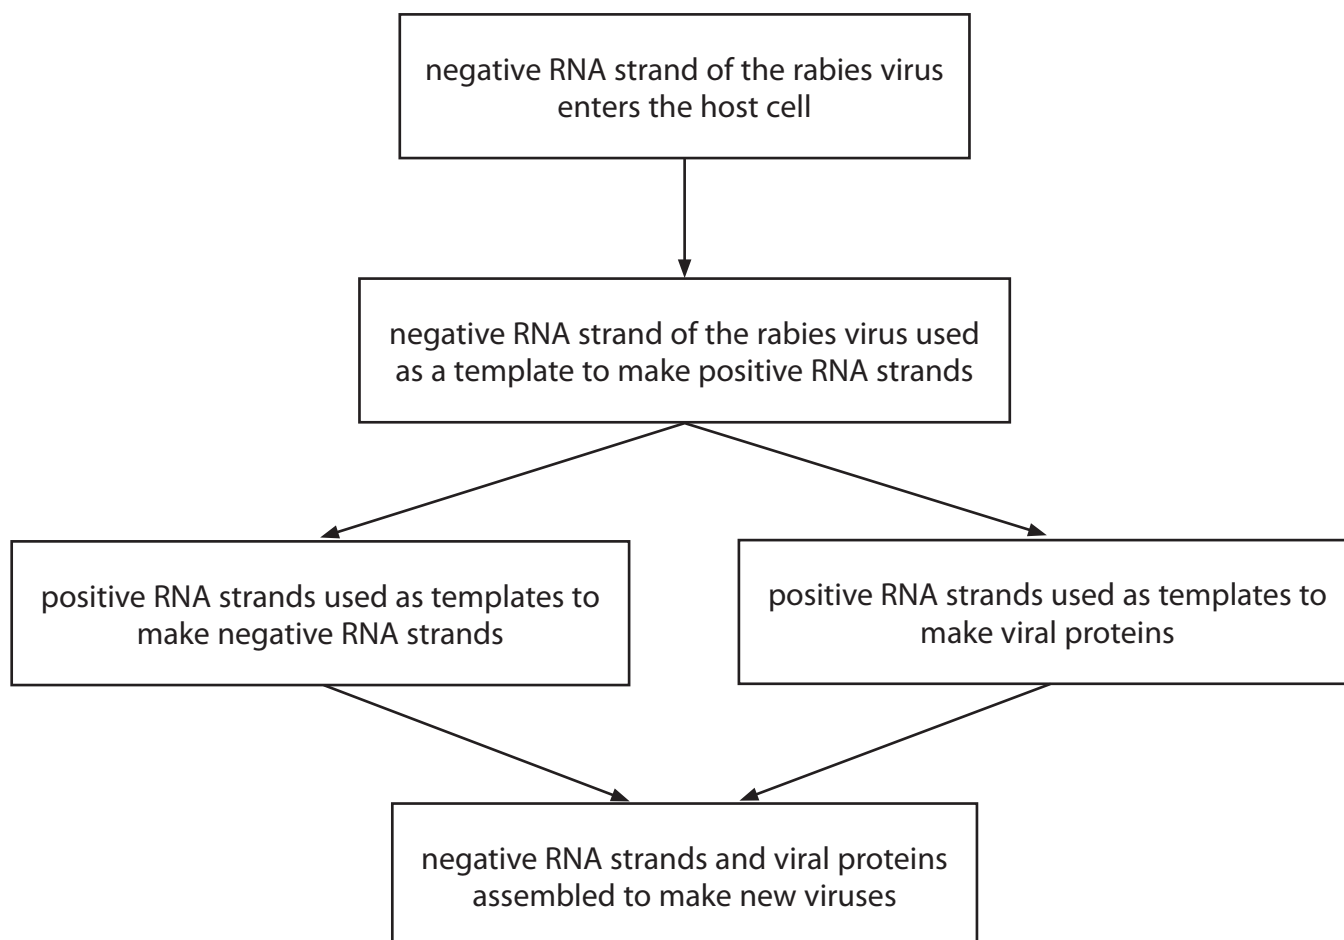 negative RNA strand of the rabies virus
enters the host cell
negative RNA strand of the rabies virus used
as a template to make positive RNA strands
positive RNA strands used as templates to
make negative RNA strands
positive RNA strands used as templates to
make viral proteins
negative RNA strands and viral proteins
assembled to make new viruses